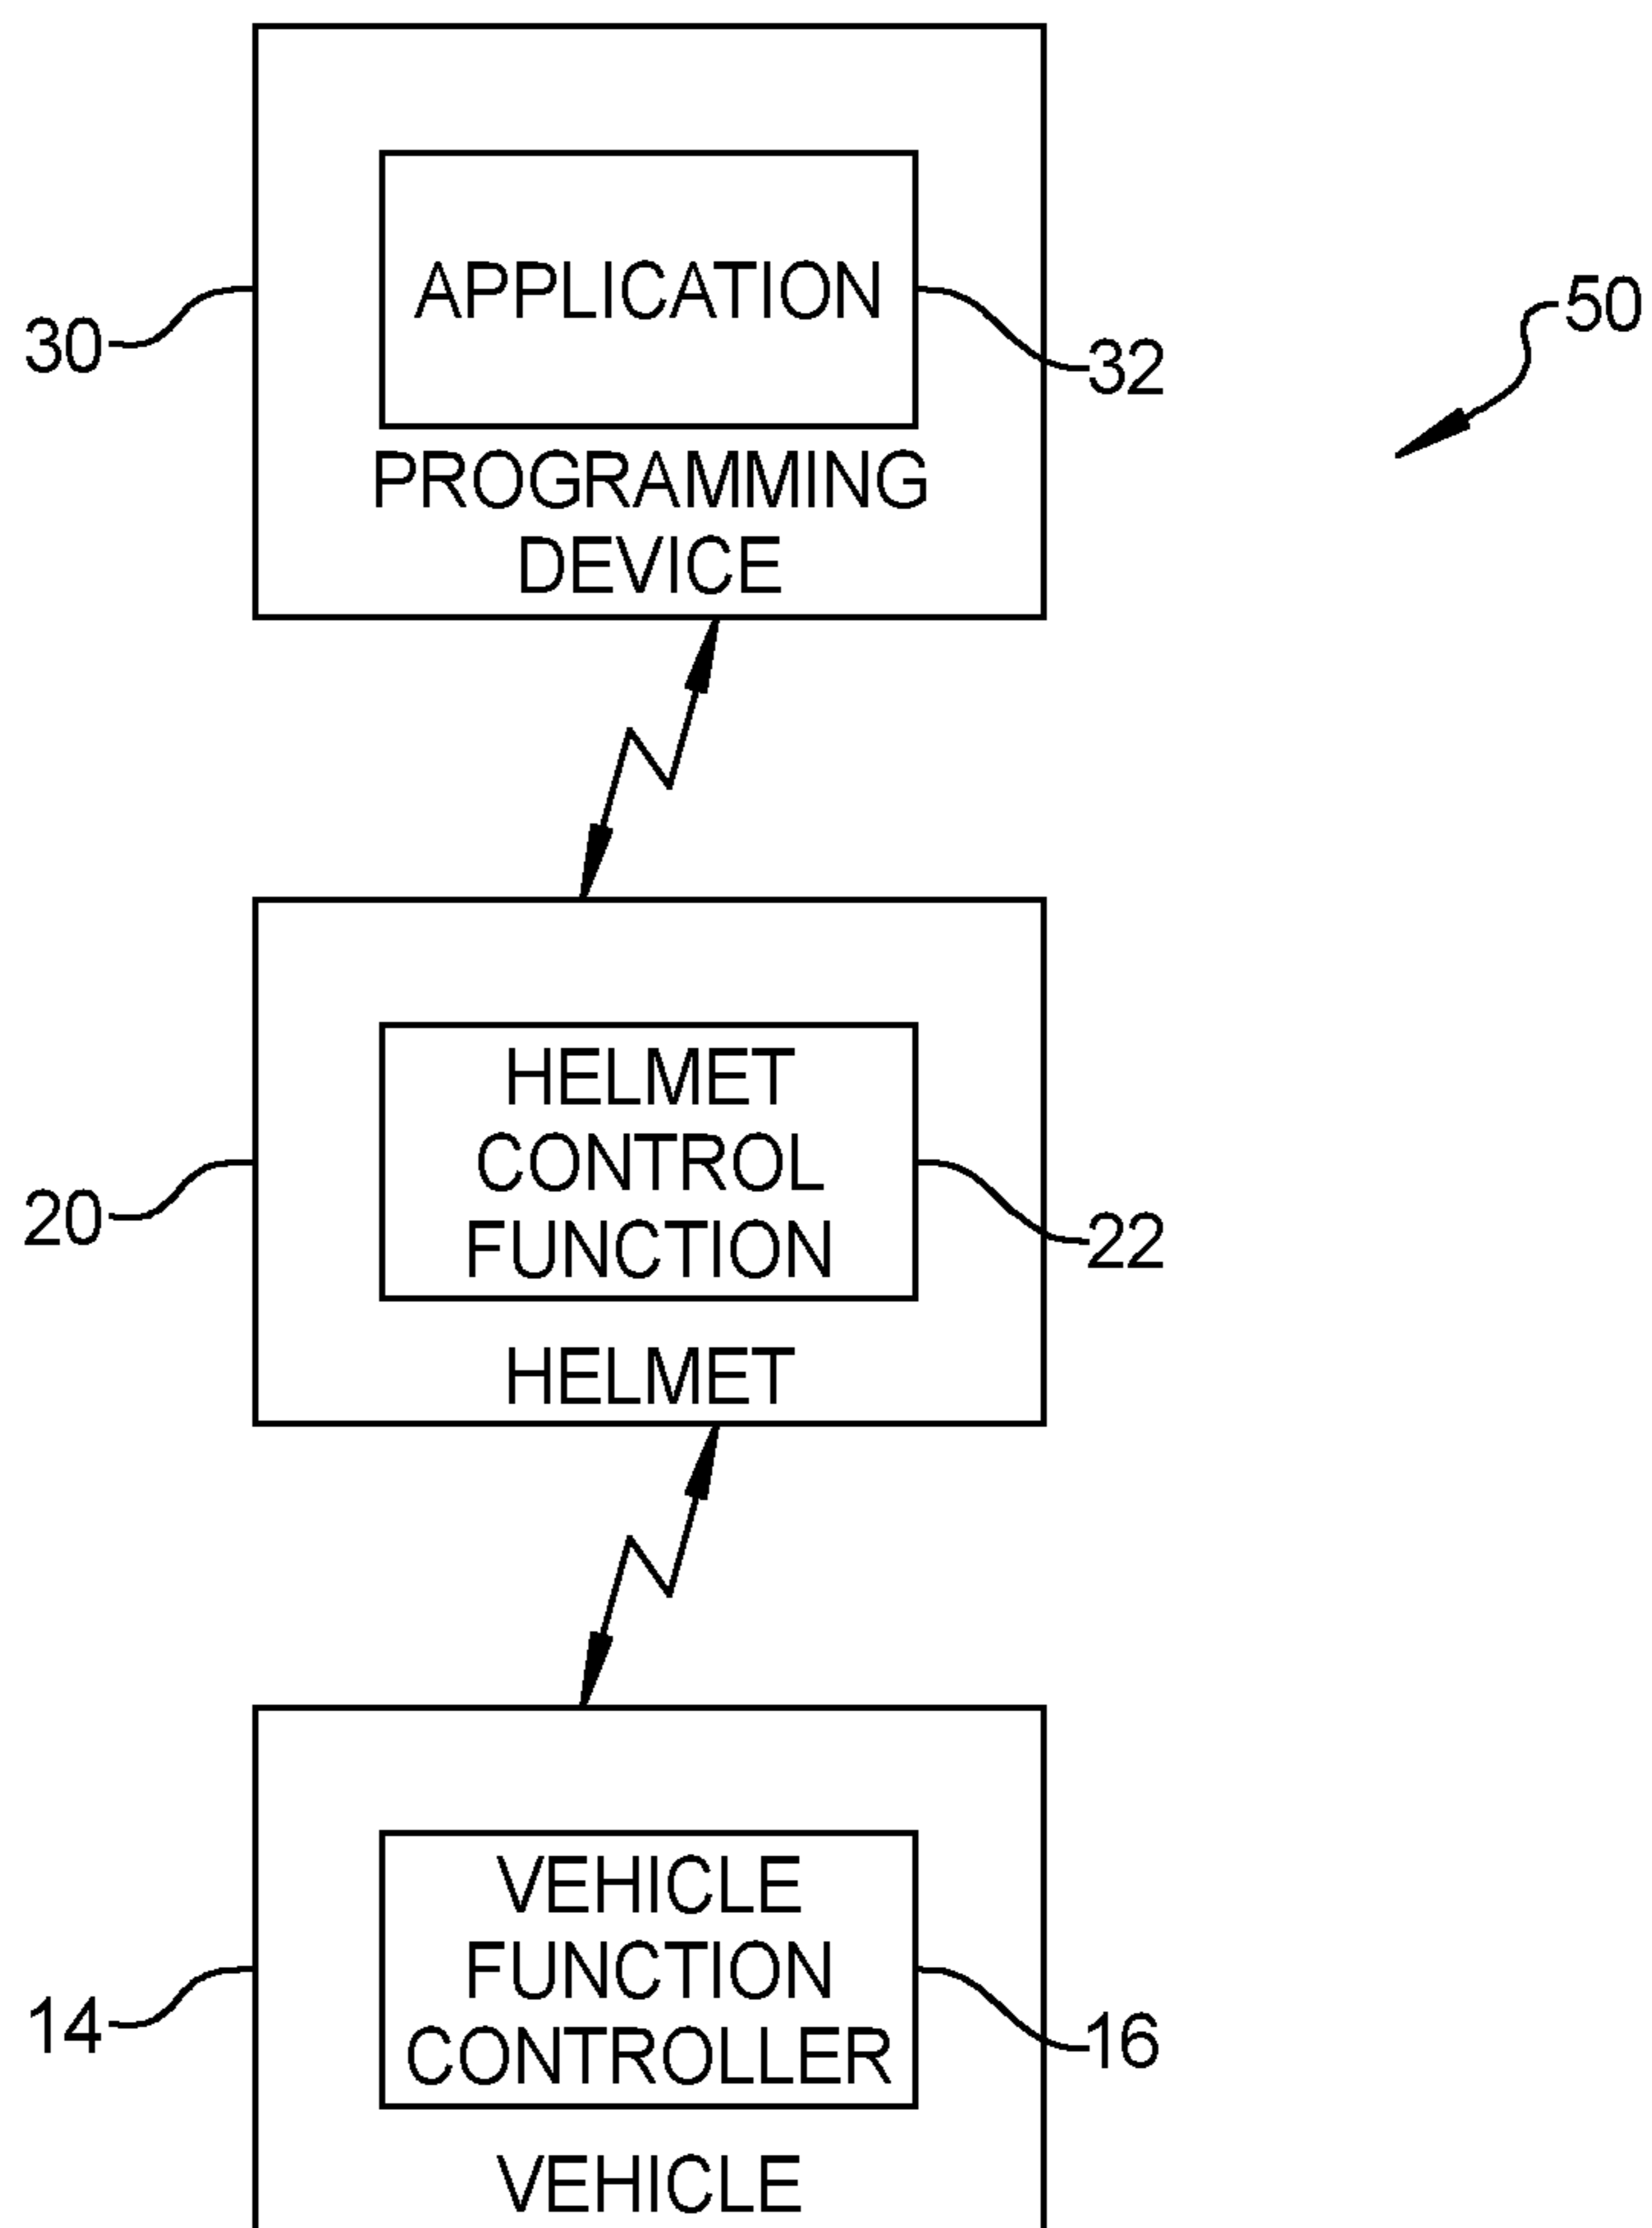 APPLICATION
30
32
50
PROGRAMMING
DEVICE
HELMET
CONTROL
FUNCTION
20
22
HELMET
VEHICLE
FUNCTION
CONTROLLER
14
16
VEHICLE